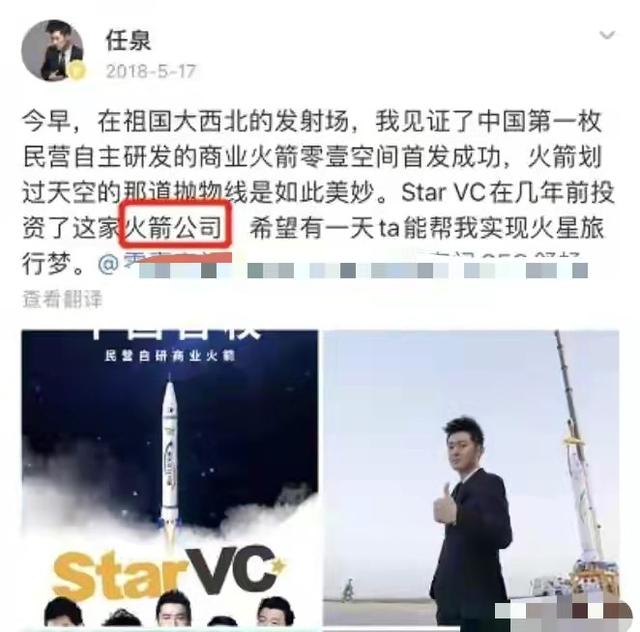 任泉
2018-5-17
今早，在祖国大西北的发射场，我见证了中国第一枚
民营自主研发的商业火箭零壹空间首发成功，火箭划
过天空的那道抛物线是如此美妙。Star VC在几年前投
资了这家火箭公司 希望有一天ta能帮我实现火星旅
行梦。@
查看翻译
民营自研商业火箭
StarVC